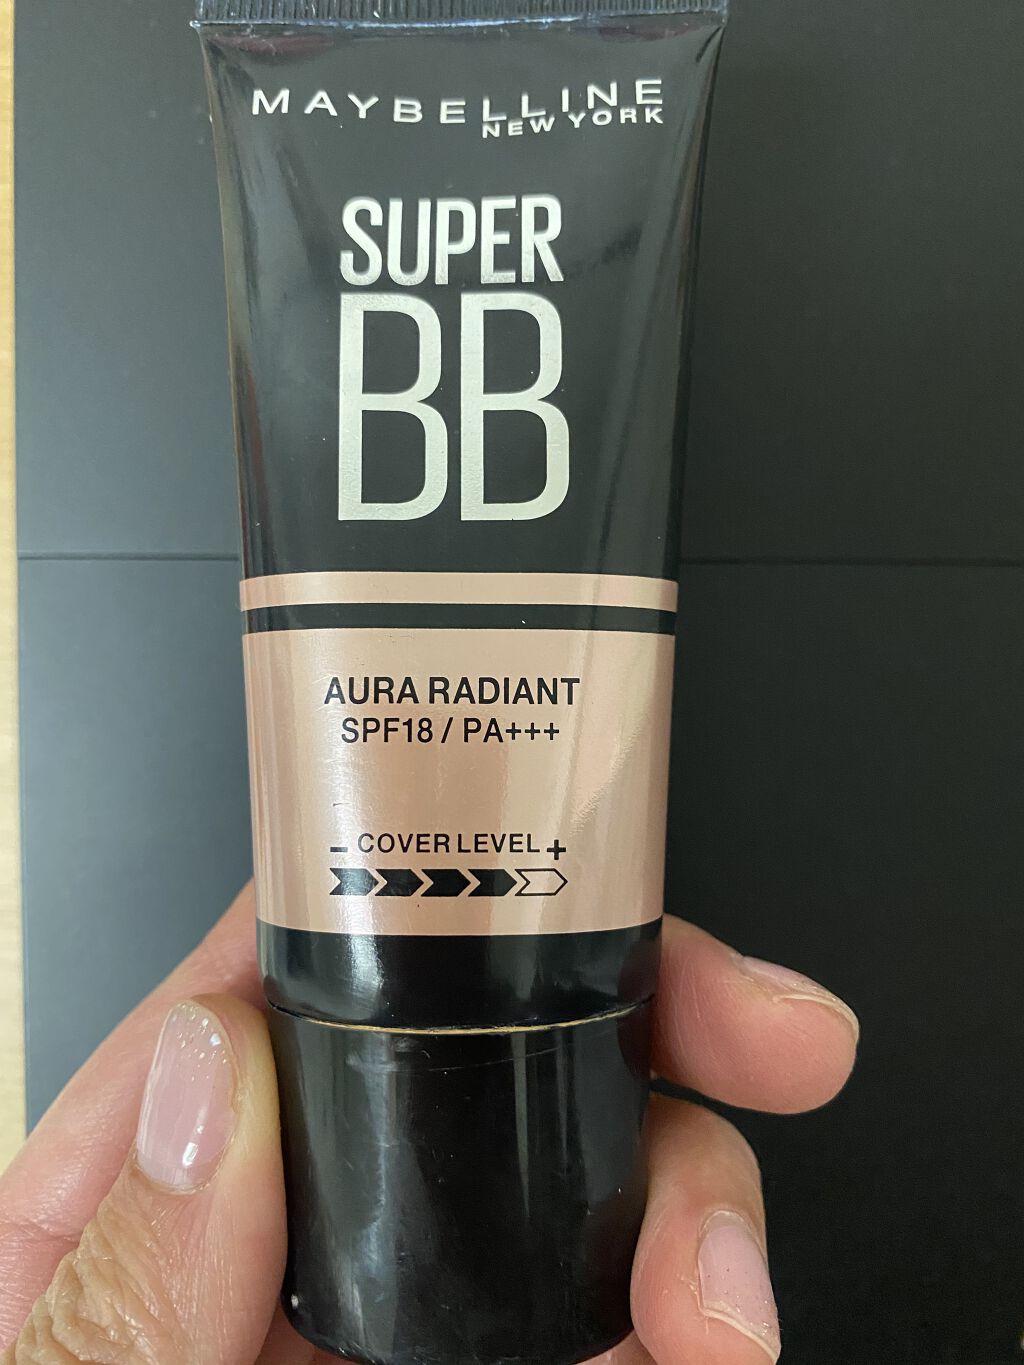 MAYBELLINE
NEW YORK
SUPER
BB
AURA RADIANT
SPF18 / PA+++
- COVER LEVEL +